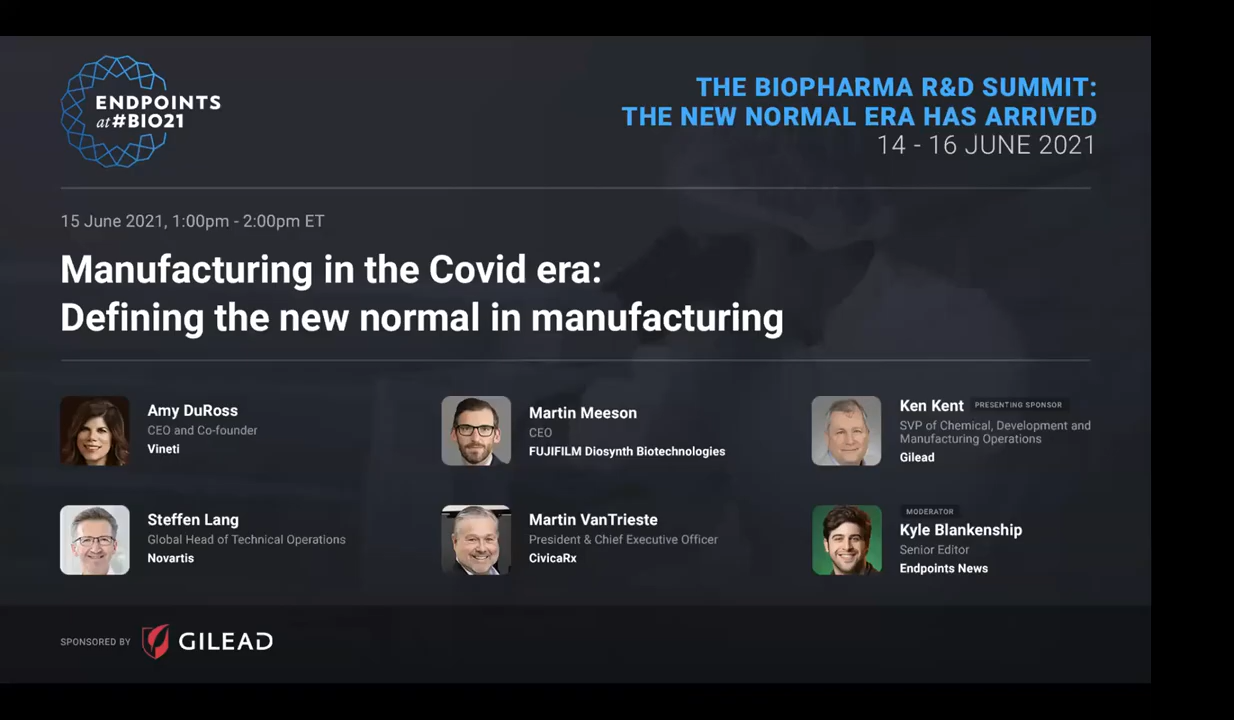 ENDPOINTS
at #BIO21
THE BIOPHARMA R&D SUMMIT:
THE NEW NORMAL ERA HAS ARRIVED
14 - 16 JUNE 2021
15 June 2021, 1:00pm - 2:00pm ET
Manufacturing in the Covid era:
Defining the new normal in manufacturing
Amy DuRoss
CEO and Co-founder
Vineti
Martin Meeson
CEO
FUJIFILM Diosynth Biotechnologies
Ken Kent PRESENTING SPONSOR
SVP of Chemical, Development and
Manufacturing Operations
Gilead
Steffen Lang
Global Head of Technical Operations
Novartis
Martin VanTrieste
President & Chief Executive Officer
CivicaRx
MODERATOR
Kyle Blankenship
Senior Editor
Endpoints News
SPONSORED BY GILEAD